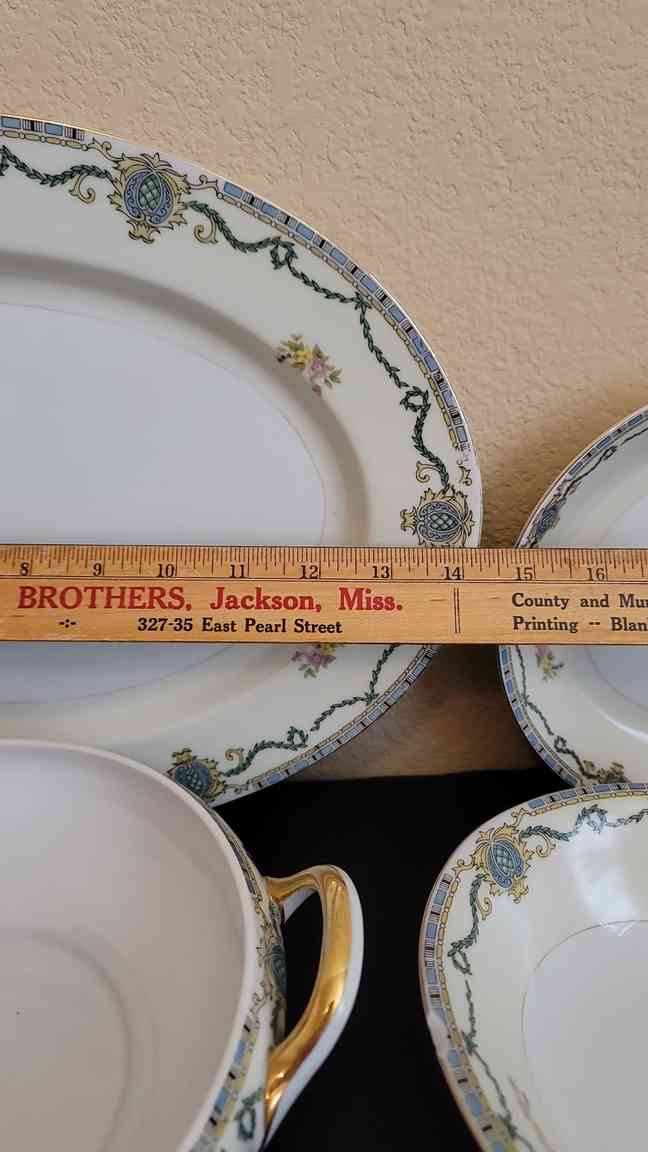 8 9 10 11 12 13 14 15 16
BROTHERS, Jackson, Miss. County and
-:- 327-35 East Pearl Street Printing --